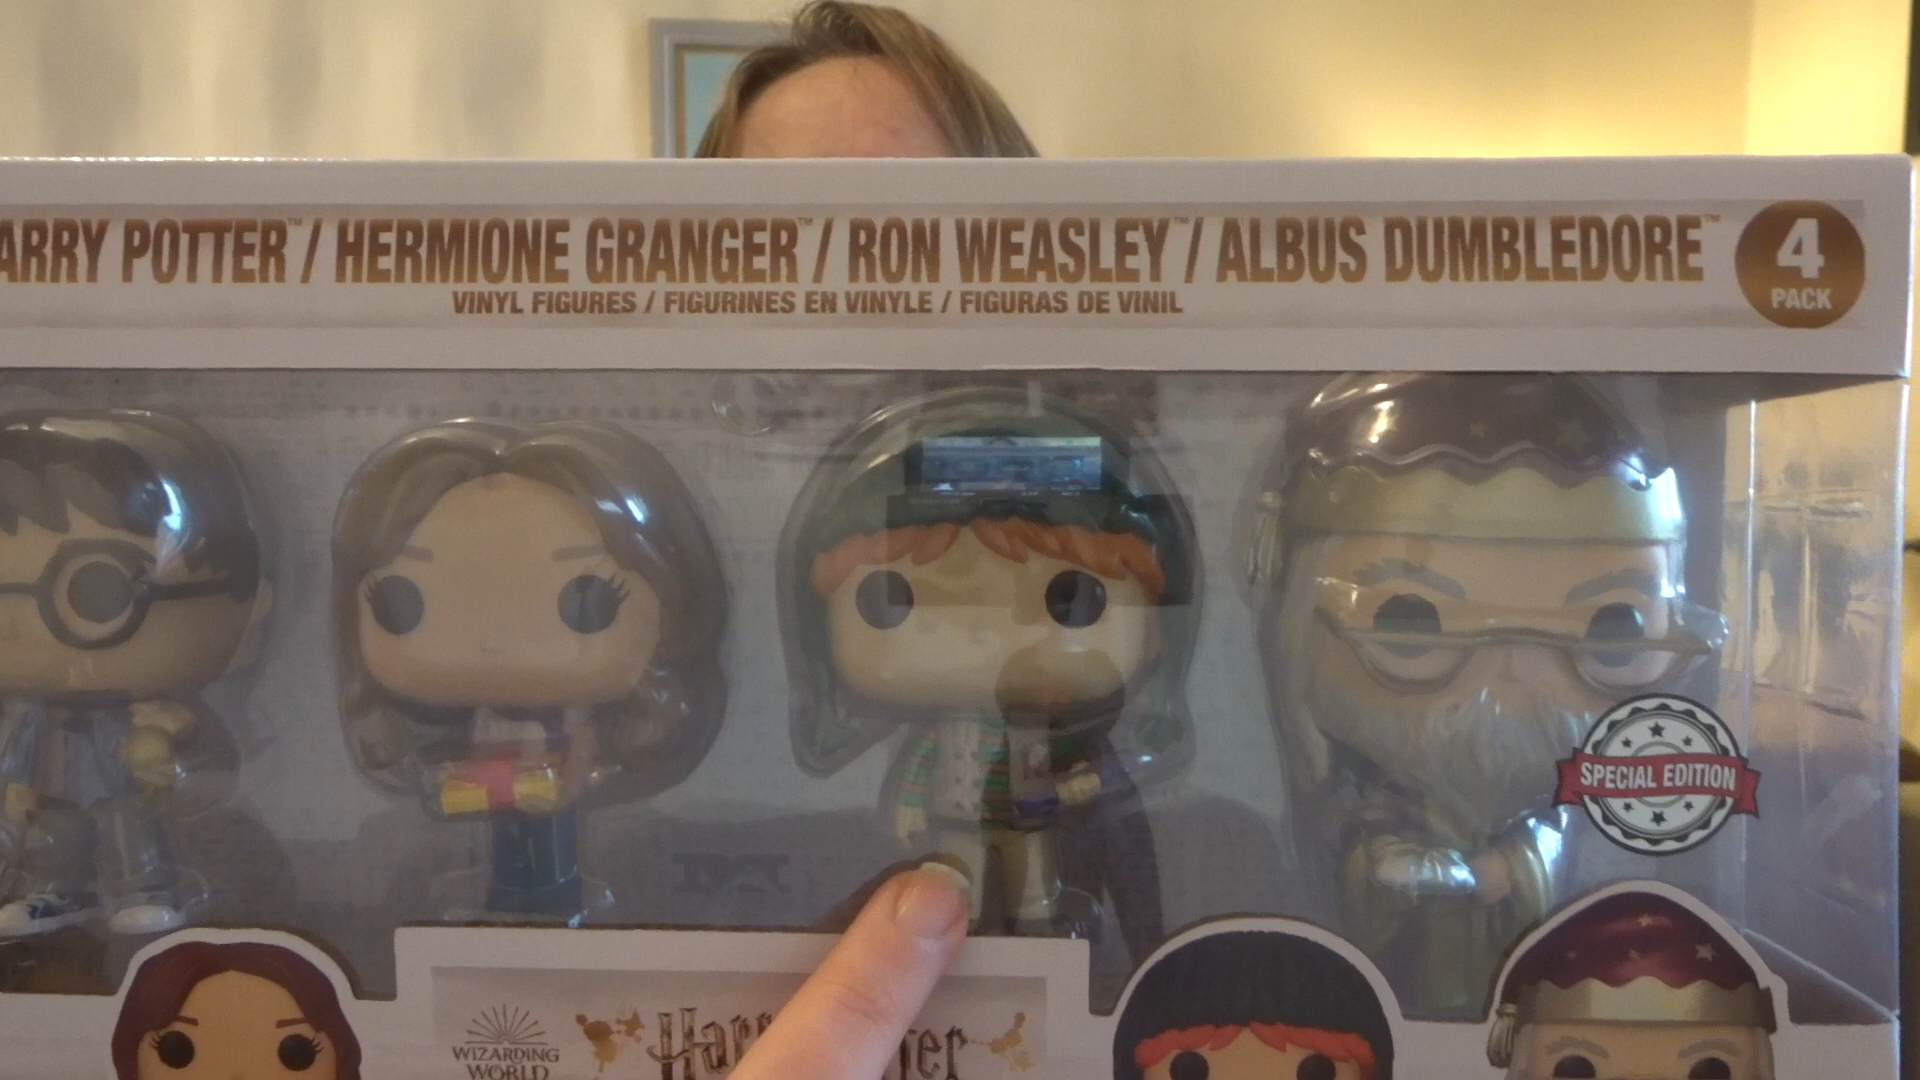 ARRY POTTER™ / HERMIONE GRANGER™ / RON WEASLEY™ / ALBUS DUMBLEDORE™
4
PACK
VINYL FIGURES / FIGURINES EN VINYLE / FIGURAS DE VINIL
SPECIAL EDITION
WIZARDING
WORLD